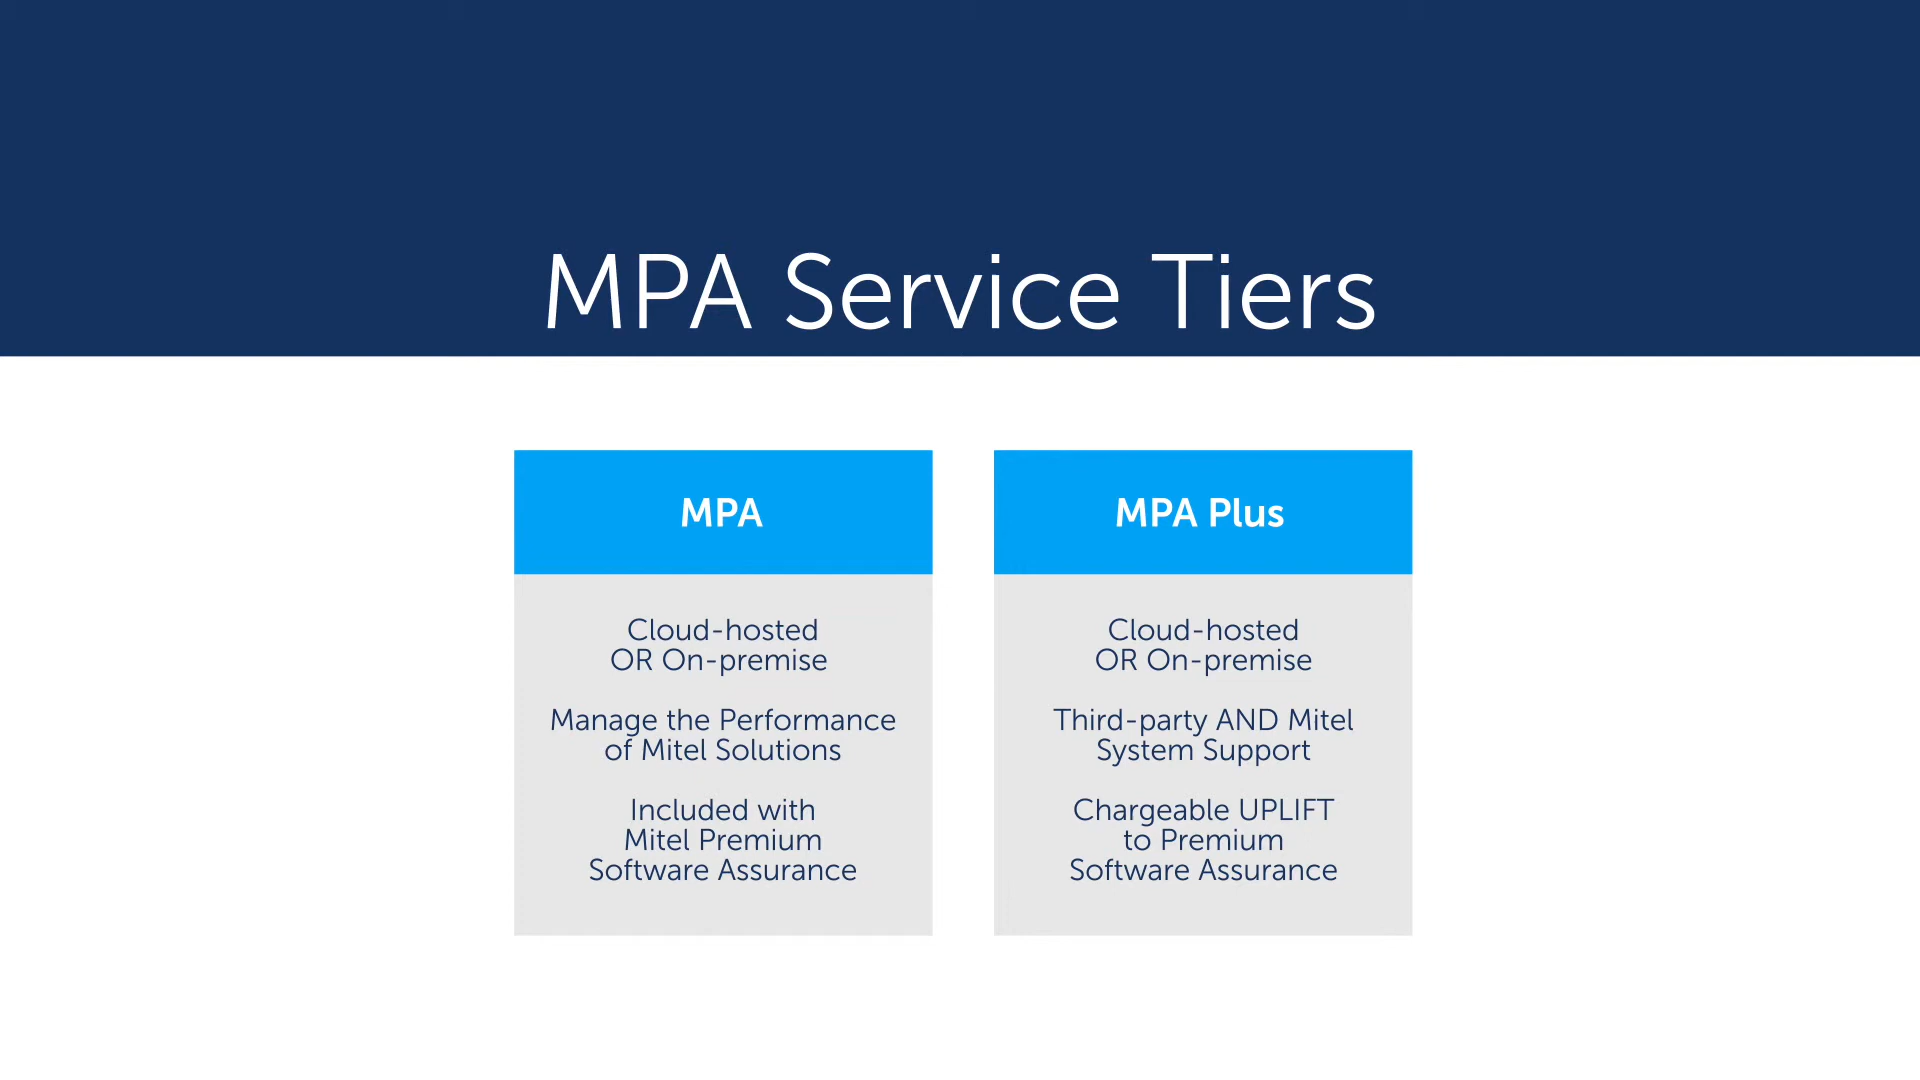 MPA Service Tiers
MPA
Cloud-hosted
OR On-premise
Manage the Performance
of Mitel Solutions
Included with
Mitel Premium
Software Assurance
MPA Plus
Cloud-hosted
OR On-premise
Third-party AND Mitel
System Support
Chargeable UPLIFT
to Premium
Software Assurance